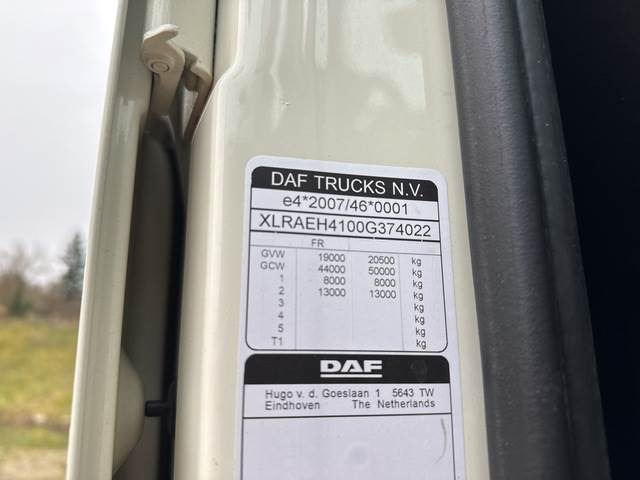 DAF TRUCKS N.V.
e4*2007/46*0001
XLRAEH4100G374022
FR
GVW 19000 20500 kg
GCW 44000 50000 kg
1 8000 8000 kg
2 13000 13000 kg
3 kg
4 kg
5 kg
T1 kg
DAF
Hugo v. d. Goeslaan 1 5643 TW
Eindhoven The Netherlands